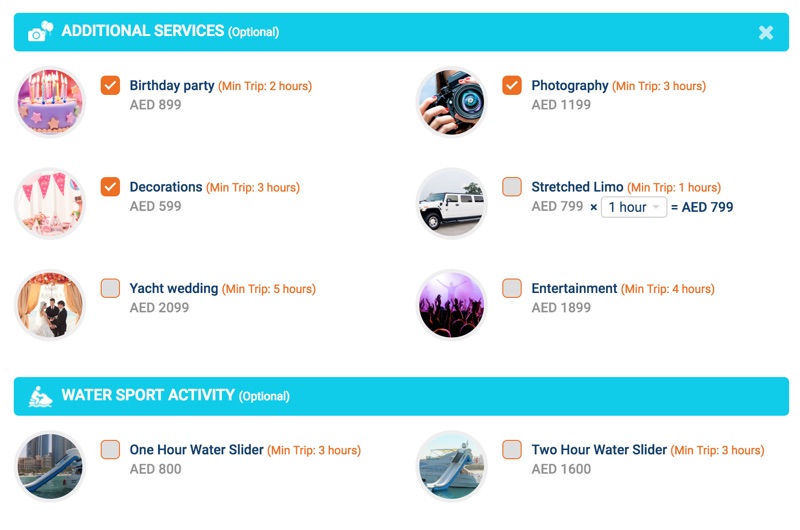 ADDITIONAL SERVICES (Optional)
Birthday party (Min Trip: 2 hours)
AED 899
Photography (Min Trip: 3 hours)
AED 1199
Decorations (Min Trip: 3 hours)
AED 599
Stretched Limo (Min Trip: 1 hours)
AED 799 × 1 hour = AED 799
Yacht wedding (Min Trip: 5 hours)
AED 2099
Entertainment (Min Trip: 4 hours)
AED 1899
WATER SPORT ACTIVITY (Optional)
One Hour Water Slider (Min Trip: 3 hours)
AED 800
Two Hour Water Slider (Min Trip: 3 hours)
AED 1600